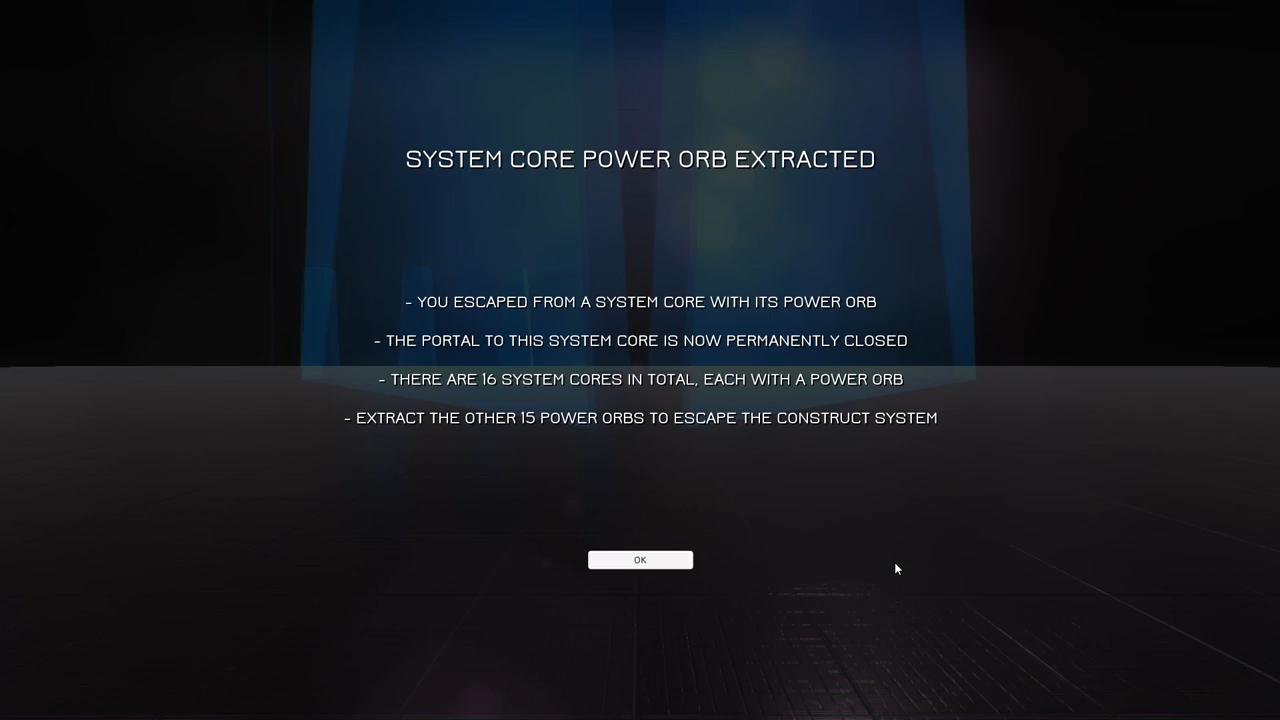 SYSTEM CORE POWER ORB EXTRACTED
- YOU ESCAPED FROM A SYSTEM CORE WITH ITS POWER ORB
- THE PORTAL TO THIS SYSTEM CORE IS NOW PERMANENTLY CLOSED
- THERE ARE 16 SYSTEM CORES IN TOTAL, EACH WITH A POWER ORB
- EXTRACT THE OTHER 15 POWER ORBS TO ESCAPE THE CONSTRUCT SYSTEM
OK